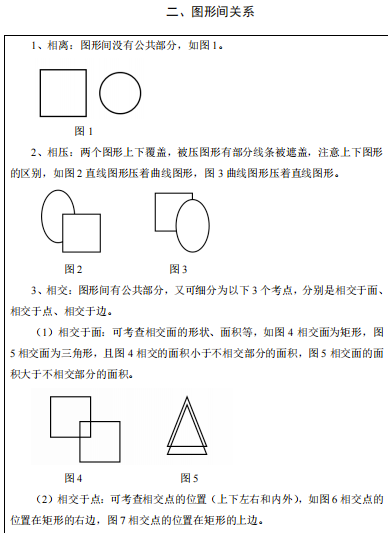 二、图形间关系
1、相离：图形间没有公共部分，如图1。
图1
2、相压：两个图形上下覆盖，被压图形有部分线条被遮盖，注意上下图形
的区别，如图2直线图形压着曲线图形，图3曲线图形压着直线图形。
图2
图3
3、相交：图形间有公共部分，又可细分为以下3个考点，分别是相交于面、
相交于点、相交于边。
（1）相交于面：可考查相交面的形状、面积等，如图4相交面为矩形，图
5相交面为三角形，且图4相交的面积小于不相交部分的面积，图5相交面的面
积大于不相交部分的面积。
图4
图5
（2）相交于点：可考查相交点的位置（上下左右和内外），如图6相交点的
位置在矩形的右边，图7相交点的位置在矩形的上边。